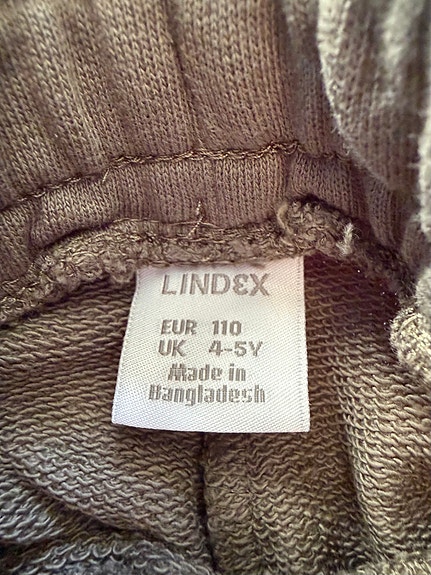 LINDEX
EUR 110
UK 4-5Y
Made in
Bangladesh